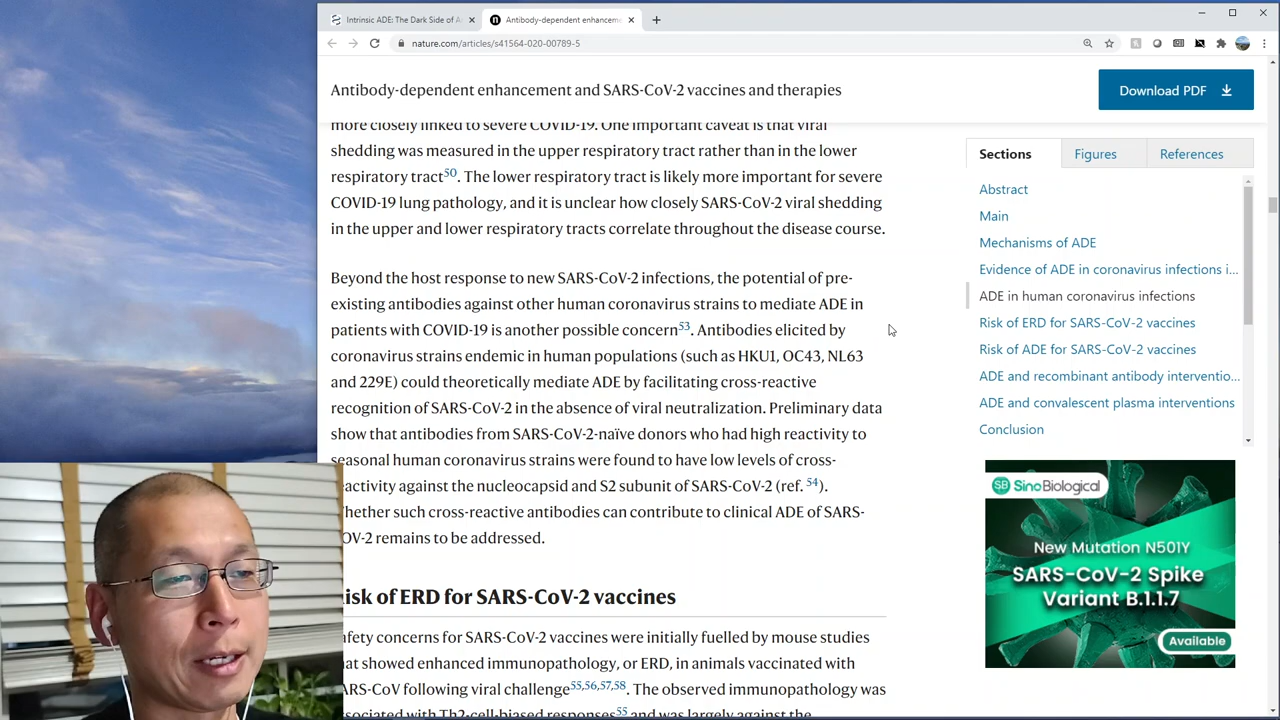 Intrinsic ADE: The Dark Side of A
Antibody-dependent enhancemen
nature.com/articles/s41564-020-00789-5
Antibody-dependent enhancement and SARS-CoV-2 vaccines and therapies
Download PDF
more closely linked to severe COVID-19. One important caveat is that viral
shedding was measured in the upper respiratory tract rather than in the lower
respiratory tract50. The lower respiratory tract is likely more important for severe
COVID-19 lung pathology, and it is unclear how closely SARS-CoV-2 viral shedding
in the upper and lower respiratory tracts correlate throughout the disease course.
Beyond the host response to new SARS-CoV-2 infections, the potential of pre-
existing antibodies against other human coronavirus strains to mediate ADE in
patients with COVID-19 is another possible concern53. Antibodies elicited by
coronavirus strains endemic in human populations (such as HKU1, OC43, NL63
and 229E) could theoretically mediate ADE by facilitating cross-reactive
recognition of SARS-CoV-2 in the absence of viral neutralization. Preliminary data
show that antibodies from SARS-CoV-2-naïve donors who had high reactivity to
seasonal human coronavirus strains were found to have low levels of cross-
eactivity against the nucleocapsid and S2 subunit of SARS-CoV-2 (ref. 54).
Whether such cross-reactive antibodies can contribute to clinical ADE of SARS-
OV-2 remains to be addressed.
isk of ERD for SARS-CoV-2 vaccines
afety concerns for SARS-CoV-2 vaccines were initially fuelled by mouse studies
at showed enhanced immunopathology, or ERD, in animals vaccinated with
ARS-CoV following viral challenge55,56,57,58. The observed immunopathology was
ssociated with Th2-cell-biased responses55 and was largely against the
Sections
Figures
References
Abstract
Main
Mechanisms of ADE
Evidence of ADE in coronavirus infections i...
ADE in human coronavirus infections
Risk of ERD for SARS-CoV-2 vaccines
Risk of ADE for SARS-CoV-2 vaccines
ADE and recombinant antibody interventio...
ADE and convalescent plasma interventions
Conclusion
SB SinoBiological
New Mutation N501Y
SARS-CoV-2 Spike
Variant B.1.1.7
Available